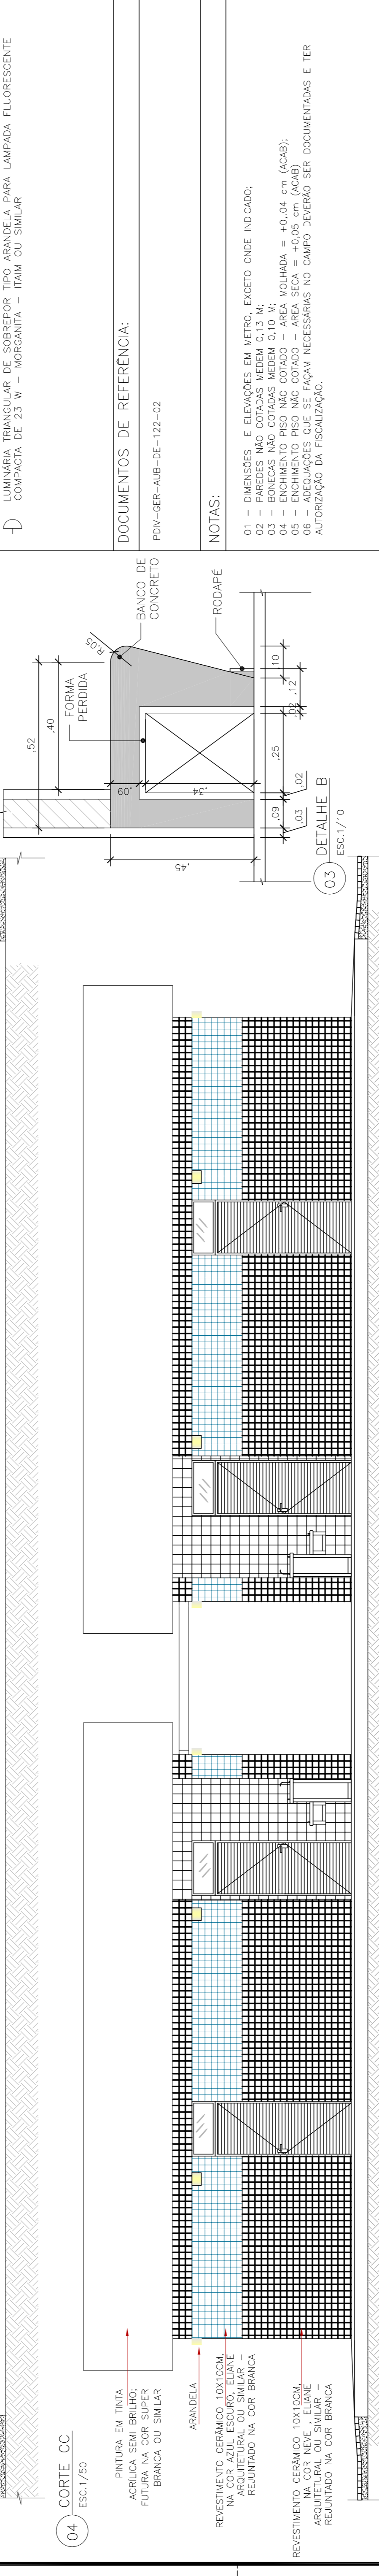 LUMINÁRIA TRIANGULAR DE SOBREPOR TIPO ARANDELA PARA LAMPADA FLUORESCENTE
COMPACTA DE 23 W – MORGANITA – ITAIM OU SIMILAR
DOCUMENTOS DE REFERÊNCIA:
PDIV-GER-AUB-DE-122-02
NOTAS:
01 – DIMENSÕES E ELEVAÇÕES EM METRO, EXCETO ONDE INDICADO;
02 – PAREDES NÃO COTADAS MEDEM 0,13 M;
03 – BONECAS NÃO COTADAS MEDEM 0,10 M;
04 – ENCHIMENTO PISO NÃO COTADO – AREA MOLHADA = +0,04 cm (ACAB);
05 – ENCHIMENTO PISO NÃO COTADO – AREA SECA = +0,05 cm (ACAB)
06 – ADEQUAÇÕES QUE SE FAÇAM NECESSÁRIAS NO CAMPO DEVERÃO SER DOCUMENTADAS E TER
AUTORIZAÇÃO DA FISCALIZAÇÃO.
,52
,40
R,05
FORMA
PERDIDA
BANCO DE
CONCRETO
RODAPÉ
,09
,34
,45
,10
,12
,02
,25
,02
,09
,03
03
DETALHE B
ESC.1/10
04
CORTE CC
ESC.1/50
PINTURA EM TINTA
ACRÍLICA SEMI BRILHO;
FUTURA NA COR SUPER
BRANCA OU SIMILAR
ARANDELA
REVESTIMENTO CERÂMICO 10X10CM,
NA COR AZUL ESCURO, ELIANE
ARQUITETURAL OU SIMILAR –
REJUNTADO NA COR BRANCA
REVESTIMENTO CERÂMICO 10X10CM,
NA COR NEVE , ELIANE
ARQUITETURAL OU SIMILAR –
REJUNTADO NA COR BRANCA